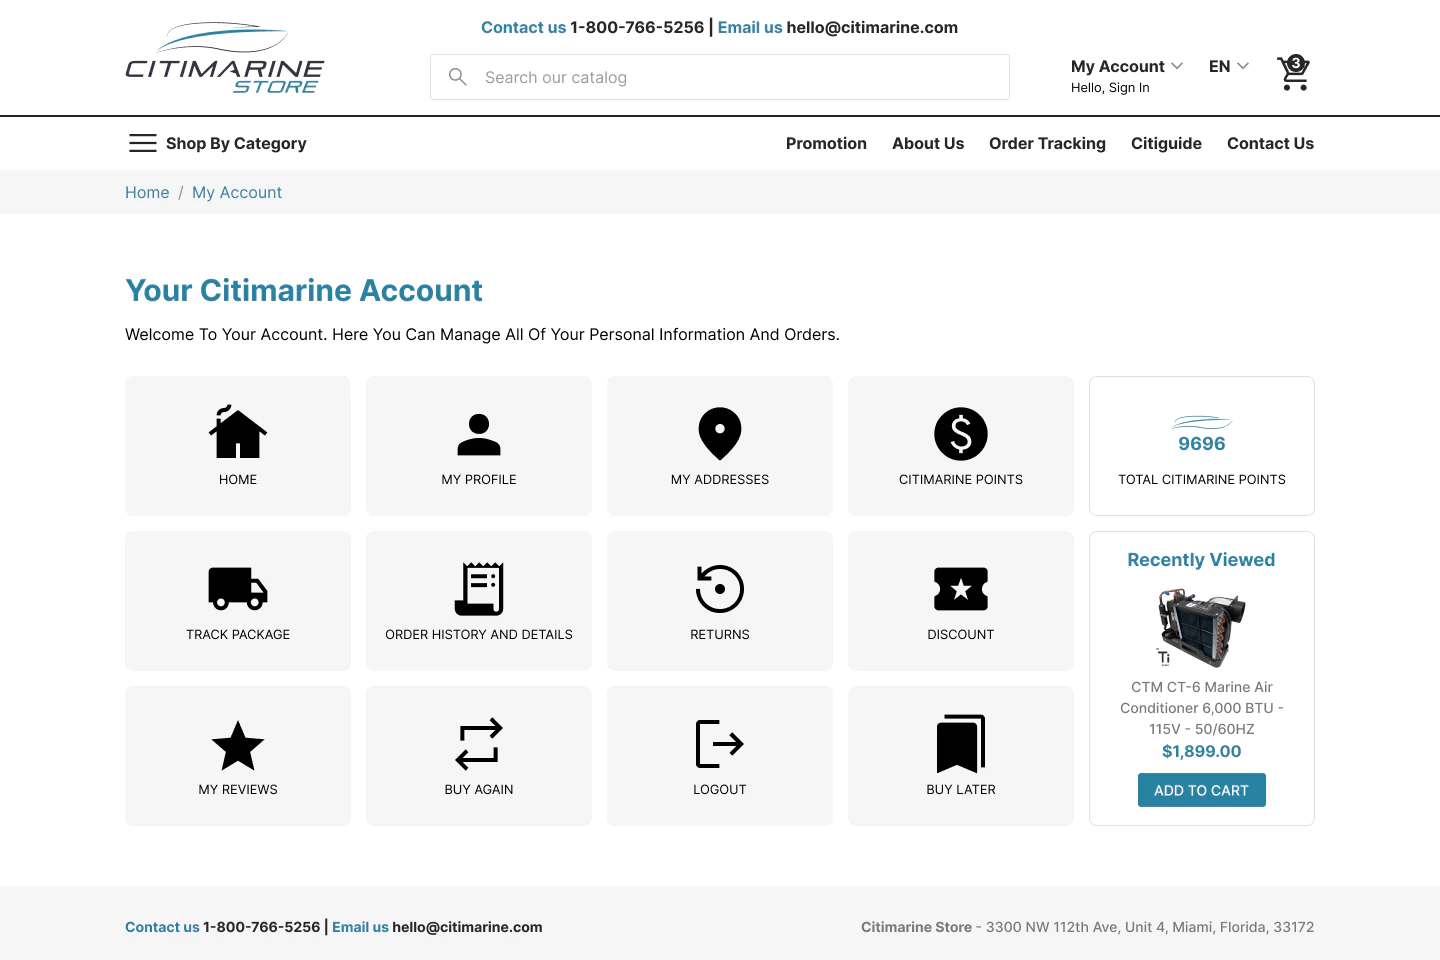 CITIMARINE
STORE
Contact us 1-800-766-5256 | Email us hello@citimarine.com
Search our catalog
My Account
Hello, Sign In
EN
3
Shop By Category
Promotion
About Us
Order Tracking
Citiguide
Contact Us
Home / My Account
Your Citimarine Account
Welcome To Your Account. Here You Can Manage All Of Your Personal Information And Orders.
HOME
MY PROFILE
MY ADDRESSES
CITIMARINE POINTS
9696
TOTAL CITIMARINE POINTS
TRACK PACKAGE
ORDER HISTORY AND DETAILS
RETURNS
DISCOUNT
Recently Viewed
Ti
CTM CT-6 Marine Air
Conditioner 6,000 BTU -
115V - 50/60HZ
$1,899.00
ADD TO CART
MY REVIEWS
BUY AGAIN
LOGOUT
BUY LATER
Contact us 1-800-766-5256 | Email us hello@citimarine.com
Citimarine Store - 3300 NW 112th Ave, Unit 4, Miami, Florida, 33172